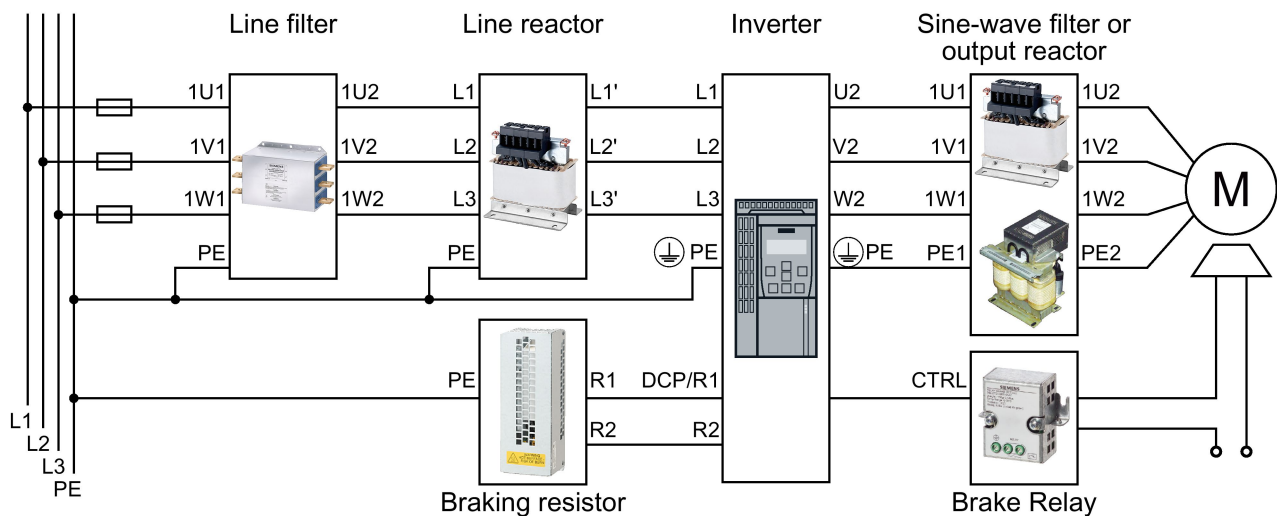 Line filter
Line reactor
Inverter
Sine-wave filter or
output reactor
1U1 1U2 L1 L1' L1 U2 1U1 1U2
1V1 1V2 L2 L2' L2 V2 1V1 1V2
1W1 1W2 L3 L3' L3 W2 1W1 1W2
PE PE PE PE PE1 PE2
M
PE R1 DCP/R1 CTRL
R2 R2
SIEMENS
L1
L2
L3
PE
Braking resistor
Brake Relay